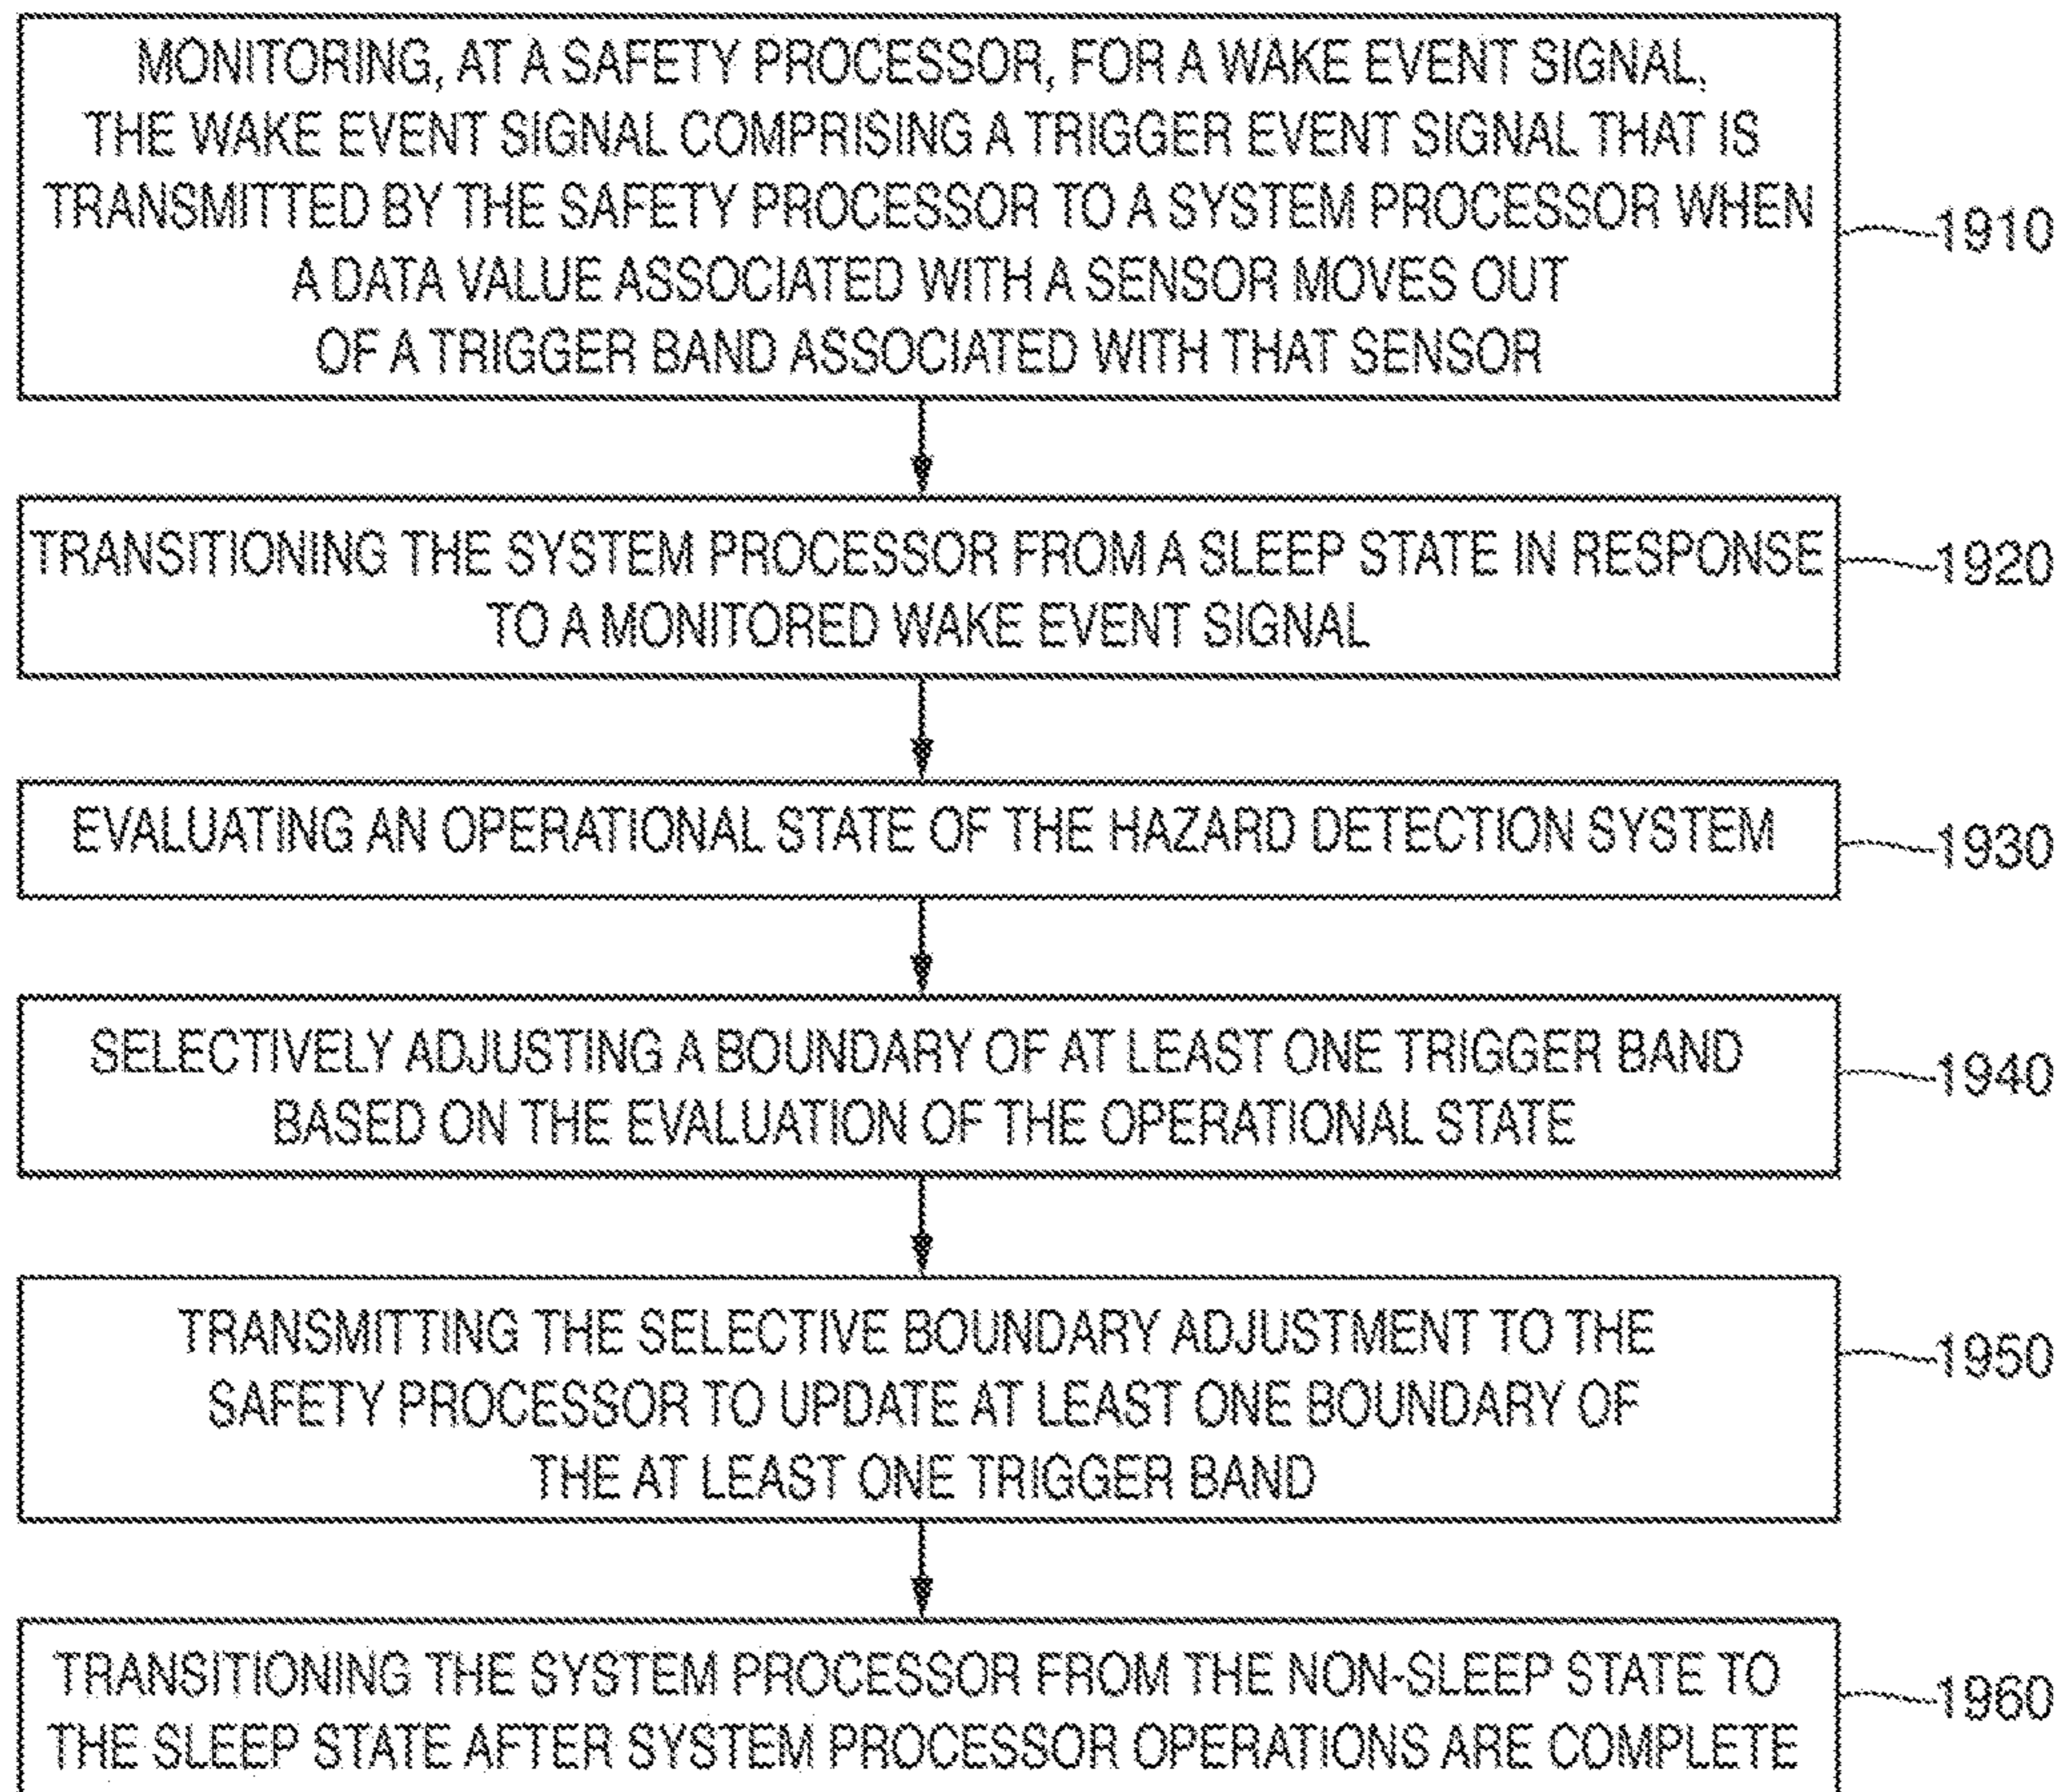 MONITORING, AT A SAFETY PROCESSOR, FOR A WAKE EVENT SIGNAL,
THE WAKE EVENT SIGNAL COMPRISING A TRIGGER EVENT SIGNAL THAT IS
TRANSMITTED BY THE SAFETY PROCESSOR TO A SYSTEM PROCESSOR WHEN
A DATA VALUE ASSOCIATED WITH A SENSOR MOVES OUT
OF A TRIGGER BAND ASSOCIATED WITH THAT SENSOR
1910
TRANSITIONING THE SYSTEM PROCESSOR FROM A SLEEP STATE IN RESPONSE
TO A MONITORED WAKE EVENT SIGNAL
1920
EVALUATING AN OPERATIONAL STATE OF THE HAZARD DETECTION SYSTEM
1930
SELECTIVELY ADJUSTING A BOUNDARY OF AT LEAST ONE TRIGGER BAND
BASED ON THE EVALUATION OF THE OPERATIONAL STATE
1940
TRANSMITTING THE SELECTIVE BOUNDARY ADJUSTMENT TO THE
SAFETY PROCESSOR TO UPDATE AT LEAST ONE BOUNDARY OF
THE AT LEAST ONE TRIGGER BAND
1950
TRANSITIONING THE SYSTEM PROCESSOR FROM THE NON-SLEEP STATE TO
THE SLEEP STATE AFTER SYSTEM PROCESSOR OPERATIONS ARE COMPLETE
1960